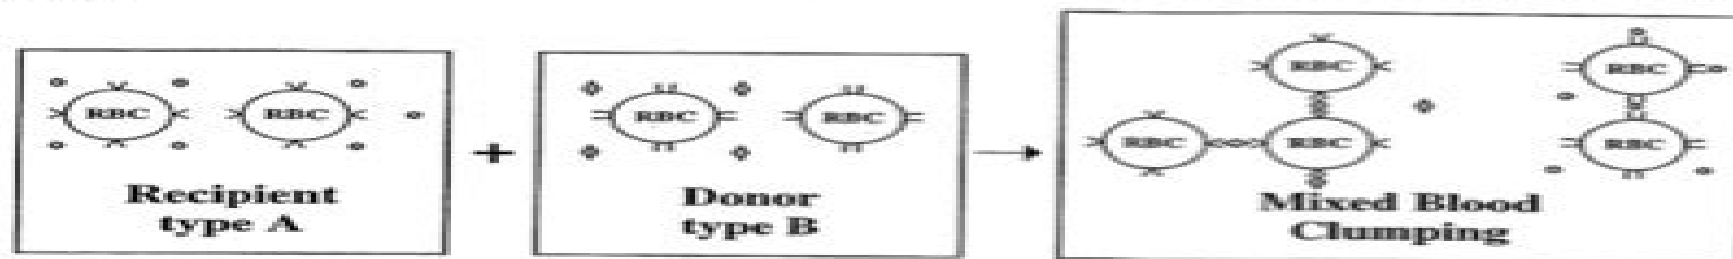 RBC RBC
Recipient
type A
+
RBC RBC
Donor
type B
RBC
RBC
RBC
RBC
RBC
Mixed Blood
Clumping